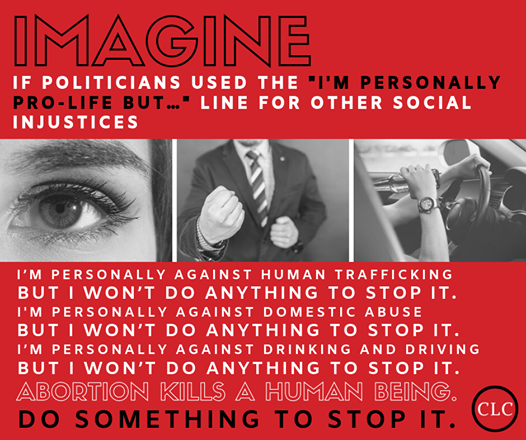 IMAGINE
IF POLITICIANS USED THE "I'M PERSONALLY
PRO-LIFE BUT..." LINE FOR OTHER SOCIAL
INJUSTICES
I'M PERSONALLY AGAINST HUMAN TRAFFICKING
BUT I WON'T DO ANYTHING TO STOP IT.
I'M PERSONALLY AGAINST DOMESTIC ABUSE
BUT I WON'T DO ANYTHING TO STOP IT.
I'M PERSONALLY AGAINST DRINKING AND DRIVING
BUT I WON'T DO ANYTHING TO STOP IT.
ABORTION KILLS A HUMAN BEING.
DO SOMETHING TO STOP IT.
CLC